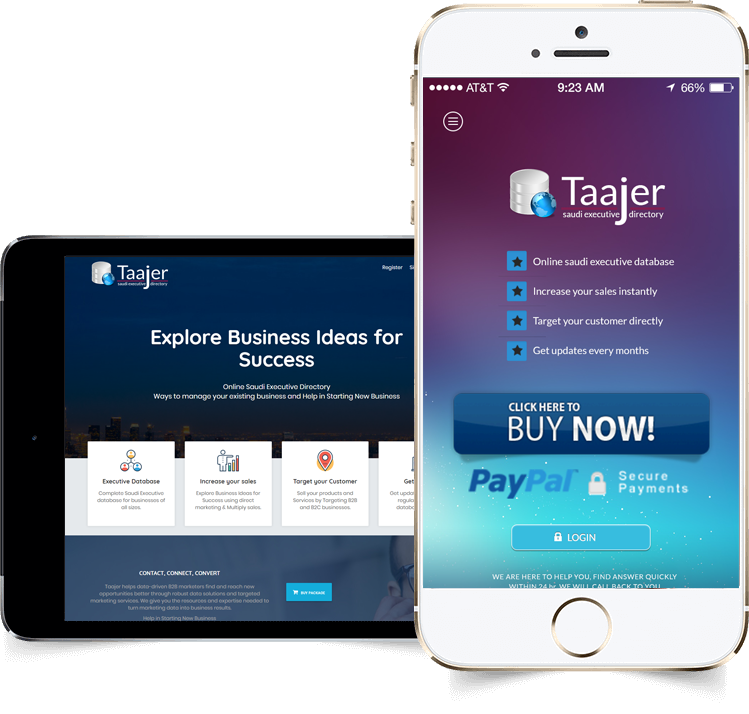 Taajer
saudi executive directory
Register
Explore Business Ideas for
Success
Online Saudi Executive Directory
Ways to manage your existing business and Help in Starting New Business
Executive Database
Complete Saudi Executive
database for businesses of
all sizes.
Increase your sales
Explore Business Ideas for
Success using direct
marketing & Multiply sales.
Target your Customer
Sell your products and
Services by Targeting B2B
and B2C businesses.
Get
Get upda
regula
datab
CONTACT, CONNECT, CONVERT
Taajer helps data-driven B2B marketers find and reach new
opportunities better through robust data solutions and targeted
marketing services. We give you the resources and expertise needed to
turn marketing data into business results.
Help in Starting New Business
BUY PACKAGE
AT&T
9:23 AM
66%
Taajer
saudi executive directory
Online saudi executive database
Increase your sales instantly
Target your customer directly
Get updates every months
CLICK HERE TO
BUY NOW!
PayPal
Secure
Payments
LOGIN
WE ARE HERE TO HELP YOU, FIND ANSWER QUICKLY
WITHIN 24 hr. WE WILL CALL BACK TO YOU